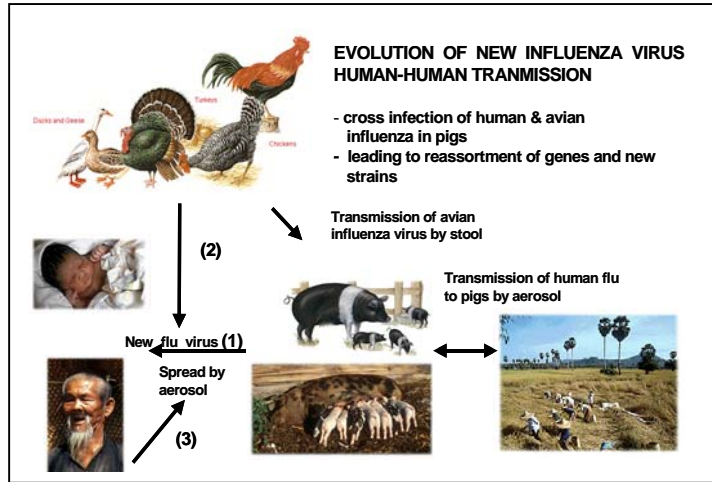 EVOLUTION OF NEW INFLUENZA VIRUS
HUMAN-HUMAN TRANMISSION
- cross infection of human & avian
influenza in pigs
- leading to reassortment of genes and new
strains
Turkeys
Ducks and Geese
Chickens
Transmission of avian
influenza virus by stool
(2)
Transmission of human flu
to pigs by aerosol
New flu virus (1)
Spread by
aerosol
(3)